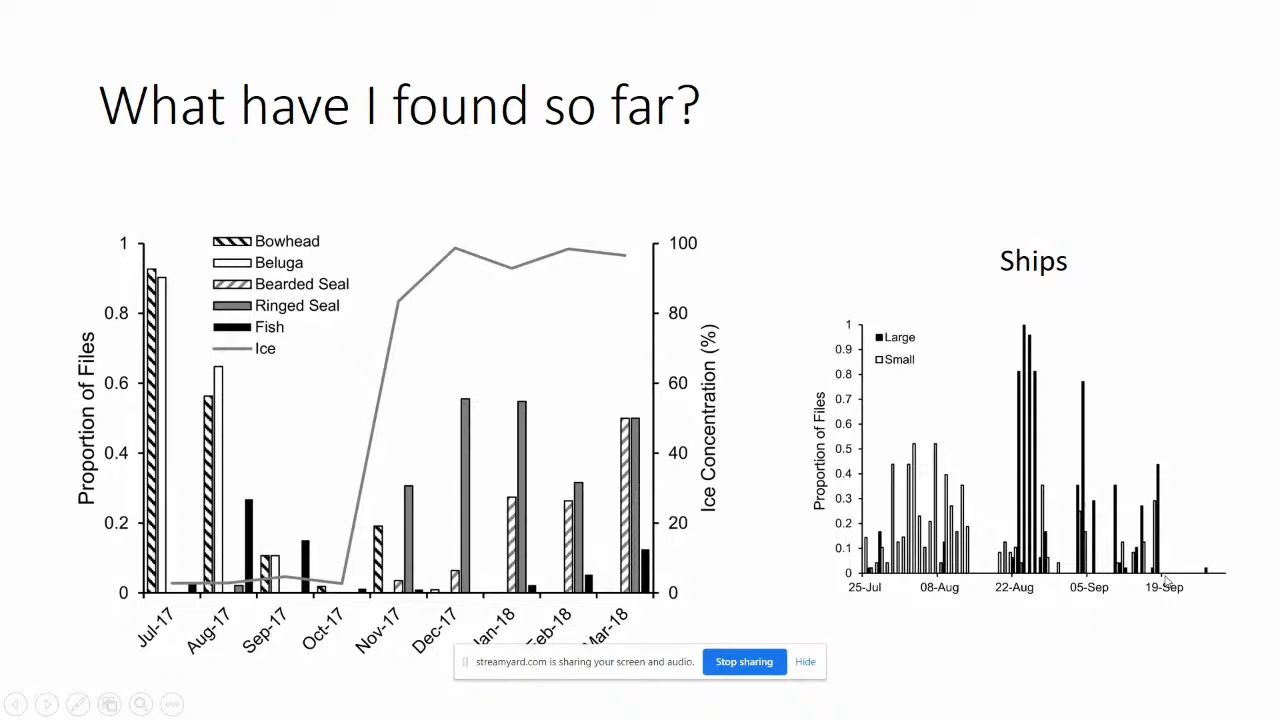 What have I found so far?
Bowhead
Beluga
Bearded Seal
Ringed Seal
Fish
Ice
Proportion of Files
1
0.8
0.6
0.4
0.2
0
100
80
60
40
20
0
Ice Concentration (%)
Jul-17
Aug-17
Sep-17
Oct-17
Nov-17
Dec-17
Jan-18
Feb-18
Mar-18
Ships
Large
Small
Proportion of Files
1
0.9
0.8
0.7
0.6
0.5
0.4
0.3
0.2
0.1
0
25-Jul
08-Aug
22-Aug
05-Sep
19-Sep
streamyard.com is sharing your screen and audio.
Stop sharing
Hide